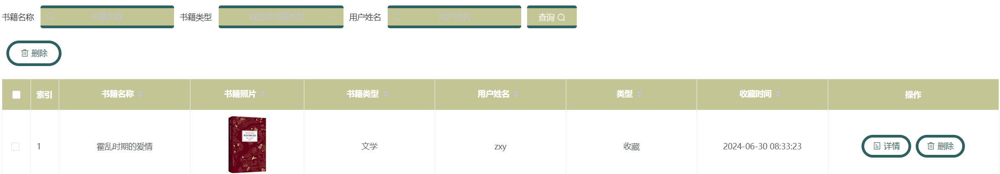 书籍名称 书籍名称 书籍类型 请选择书籍类型 用户姓名 用户姓名 查询
删除
索引 书籍名称 书籍照片 书籍类型 用户姓名 类型 收藏时间 操作
霍乱时期的爱情
1 霍乱时期的爱情 文学 zxy 收藏 2024-06-30 08:33:23 详情 删除